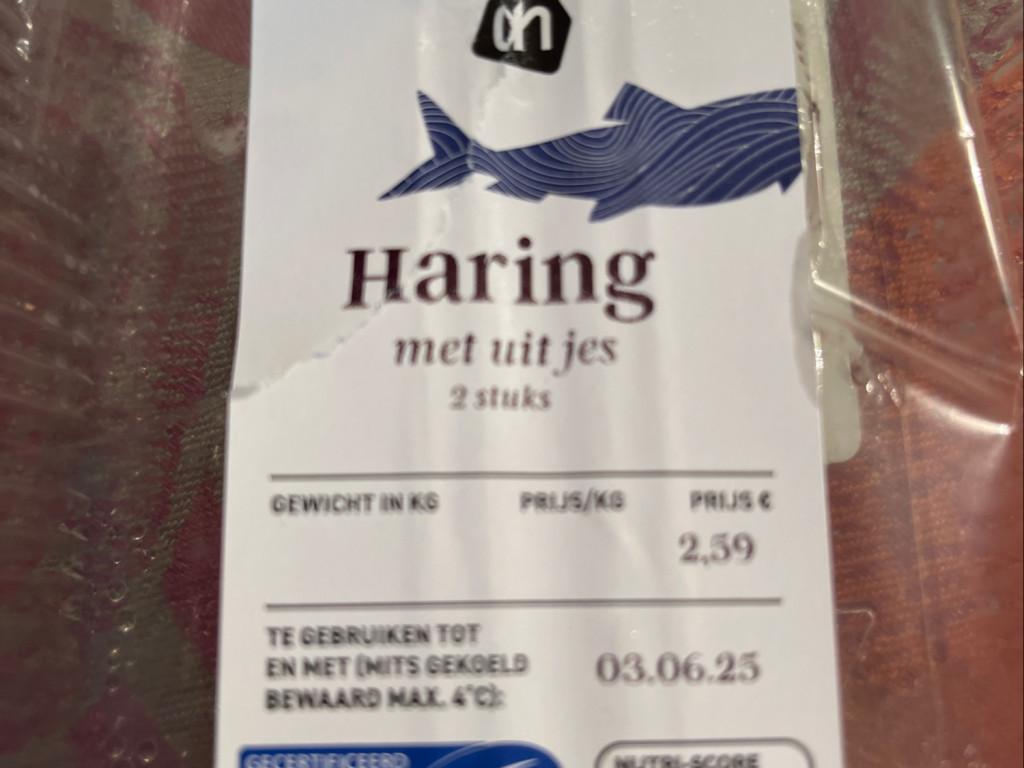 ah
Haring
met uitjes
2 stuks
GEWICHT IN KG PRIJS/KG PRIJS €
2,59
TE GEBRUIKEN TOT
EN MET (MITS GEKOELD
BEWAARD MAX. 4°C):
03.06.25
GECERTIFICEERD
NUTRI-SCORE